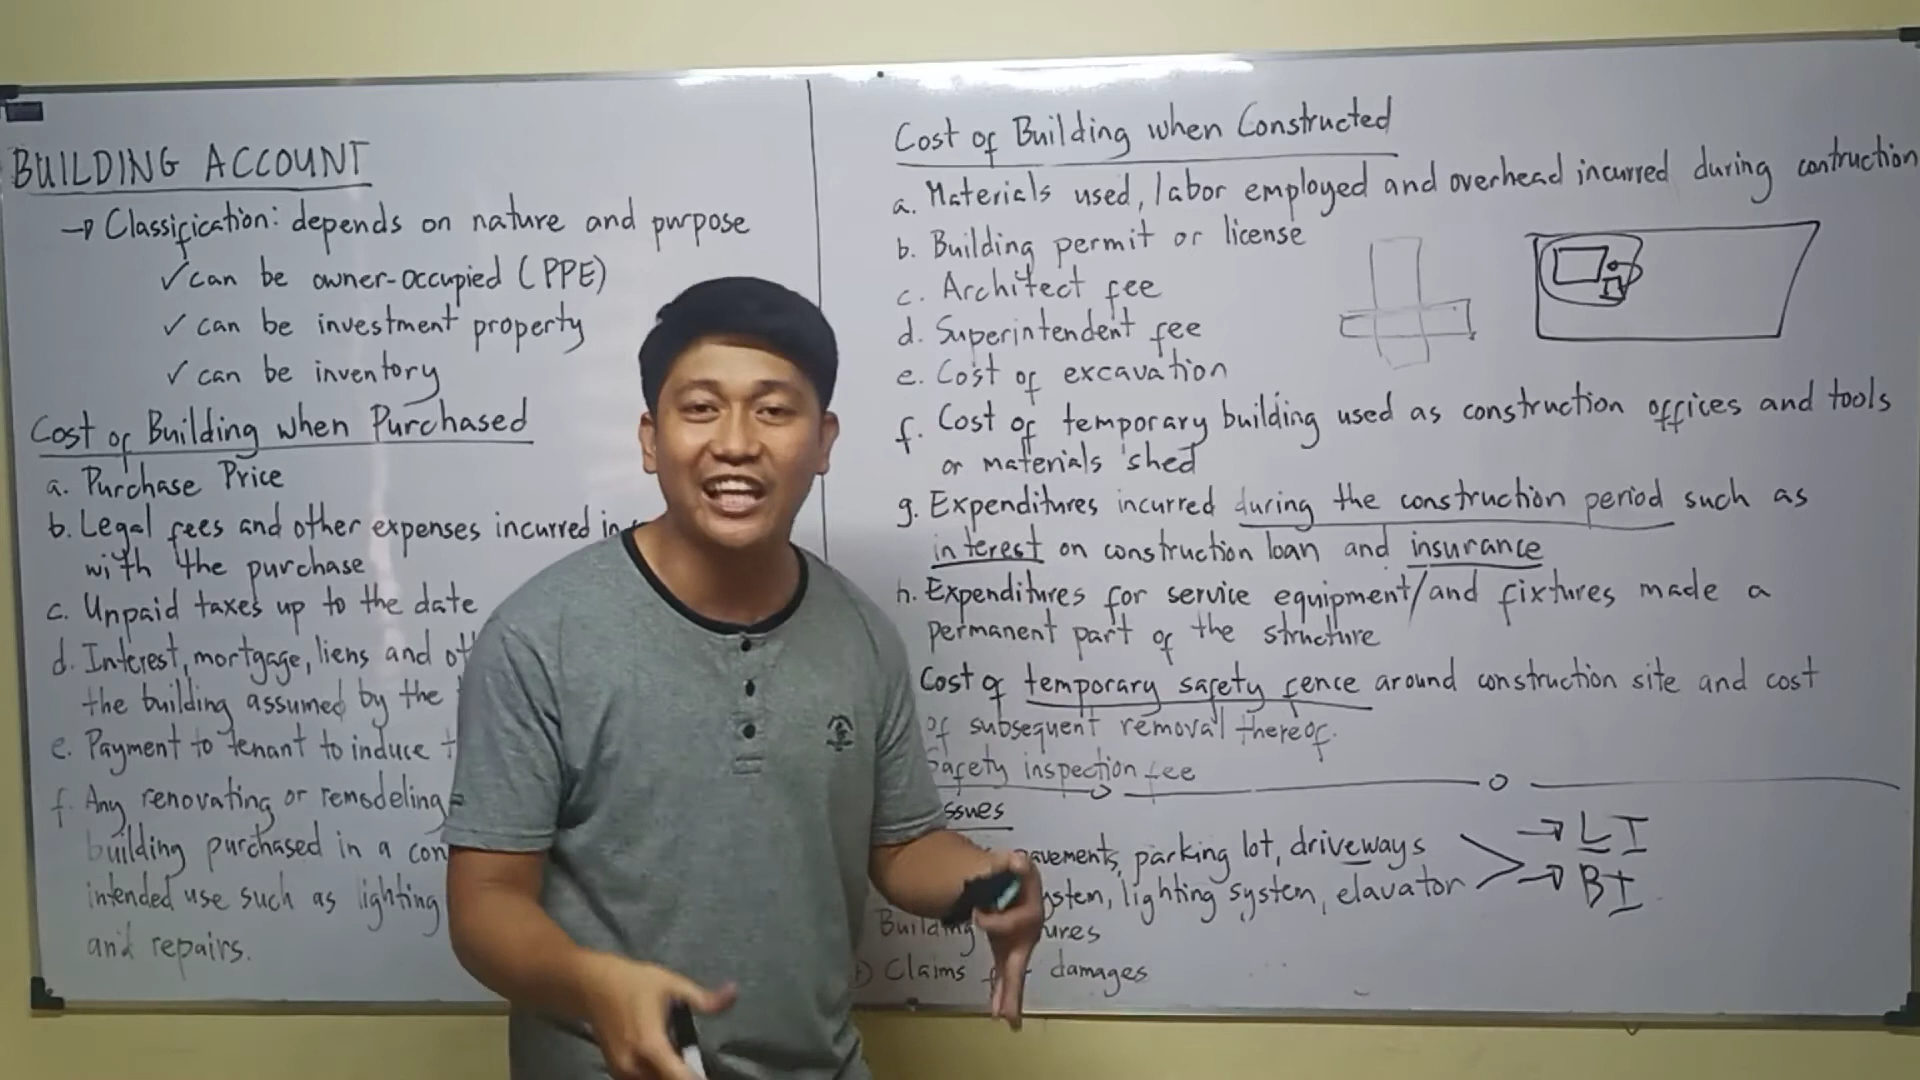 BUILDING ACCOUNT
→ Classification: depends on nature and purpose
✓ can be owner-occupied (PPE)
✓ can be investment property
✓ can be inventory
Cost of Building when Purchased
a. Purchase Price
b. Legal fees and other expenses incurred in
with the purchase
c. Unpaid taxes up to the date
d. Interest, mortgage, liens and
the building assumed by the
e. Payment to tenant to induce
f. Any renovating or remodeling
building purchased in a
intended use such as lighting
and repairs.
Cost of Building when Constructed
a. Materials used, labor employed and overhead incurred during contruction
b. Building permit or license
c. Architect fee
d. Superintendent fee
e. Cost of excavation
f. Cost of temporary building used as construction offices and tools
or materials shed
g. Expenditures incurred during the construction period such as
interest on construction loan and insurance
h. Expenditures for service equipment/and fixtures made a
permanent part of the structure
Cost of temporary safety fence around construction site and cost
of subsequent removal thereof.
Safety inspection fee
ssues
pavements, parking lot, driveways → LI
ystem, lighting system, elavator → BI
Building ures
Claims damages